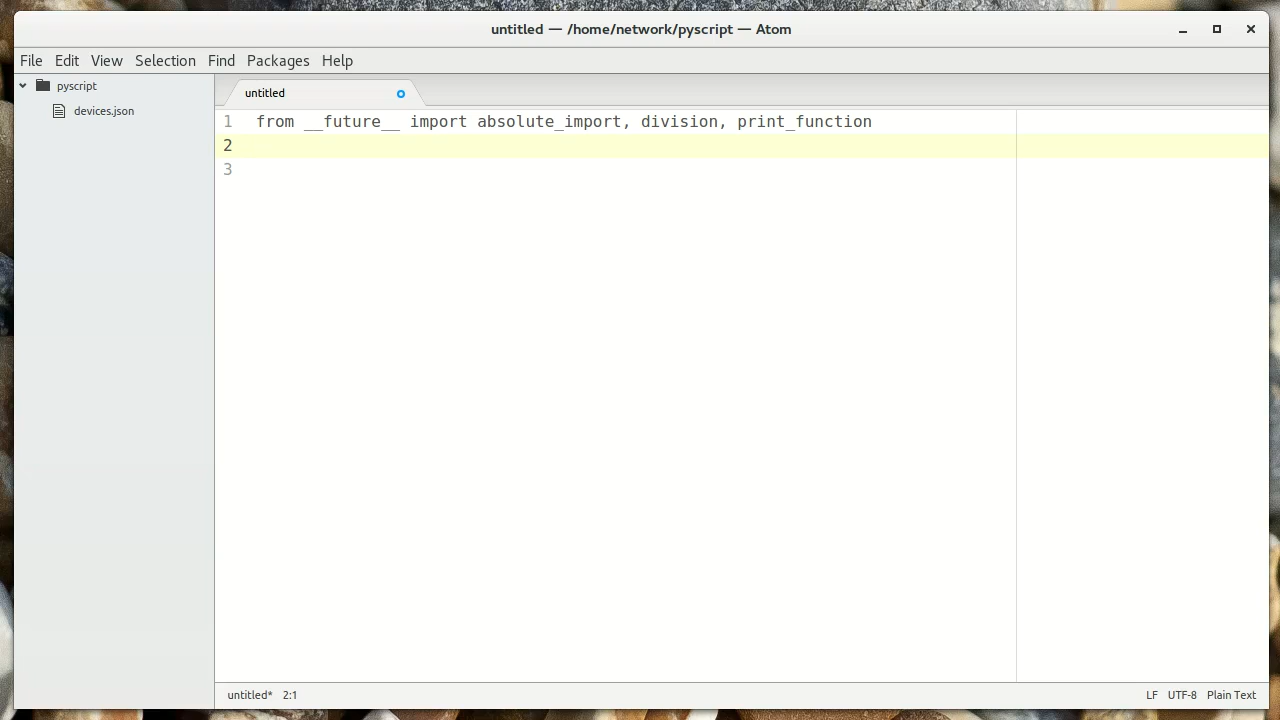 untitled — /home/network/pyscript — Atom
File Edit View Selection Find Packages Help
pyscript
devices.json
untitled
1 from __future__ import absolute_import, division, print_function
2
3
untitled* 2:1
LF UTF-8 Plain Text